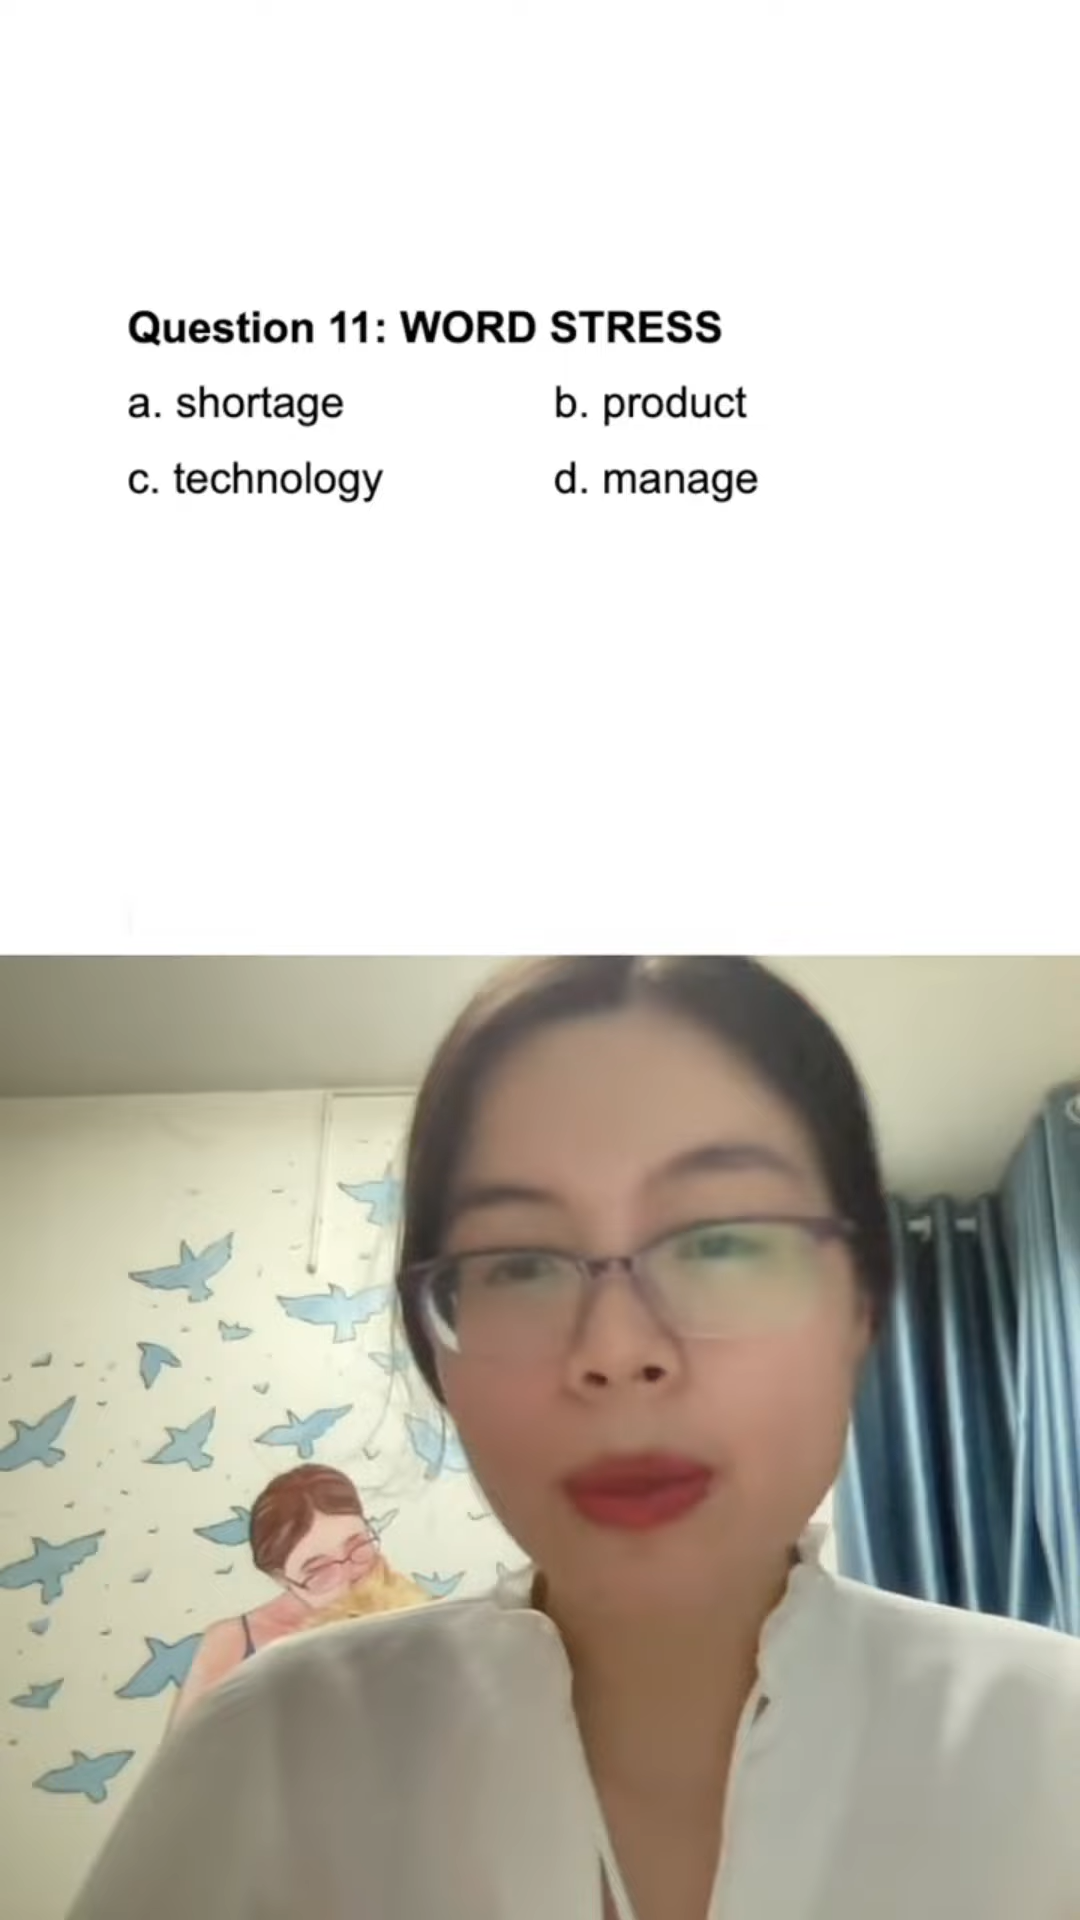 Question 11: WORD STRESS
a. shortage b. product
c. technology d. manage